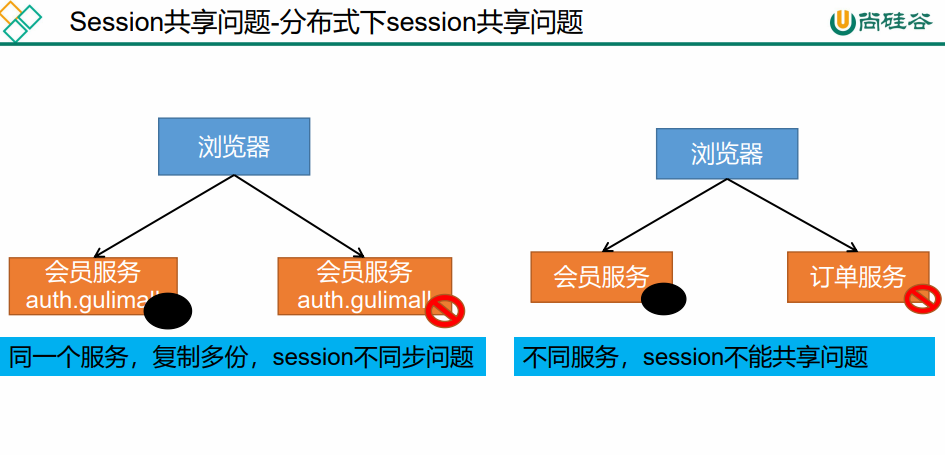 Session共享问题-分布式下session共享问题
尚硅谷
浏览器
会员服务
auth.gulimall
会员服务
auth.gulimall
同一个服务，复制多份，session不同步问题
浏览器
会员服务
订单服务
不同服务，session不能共享问题